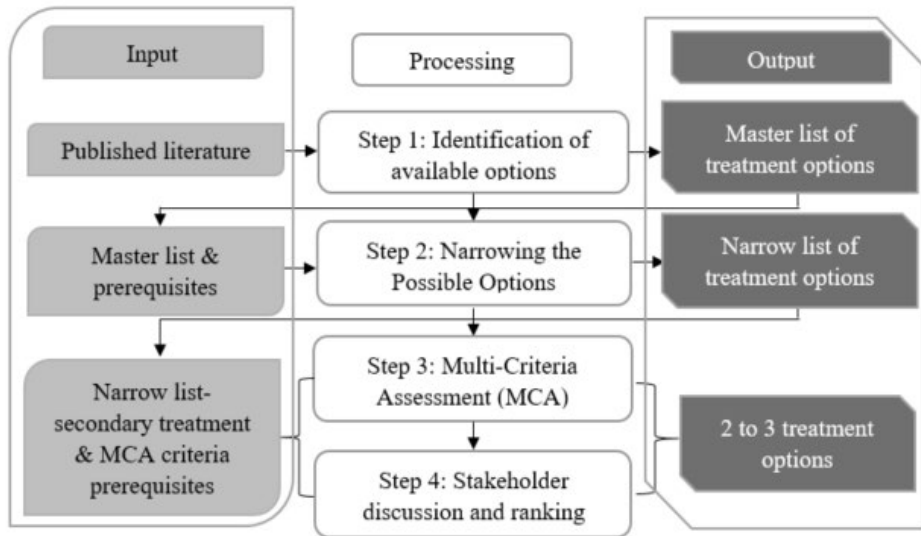 Input
Processing
Output
Published literature
Step 1: Identification of
available options
Master list of
treatment options
Master list &
prerequisites
Step 2: Narrowing the
Possible Options
Narrow list of
treatment options
Narrow list-
secondary treatment
& MCA criteria
prerequisites
Step 3: Multi-Criteria
Assessment (MCA)
Step 4: Stakeholder
discussion and ranking
2 to 3 treatment
options